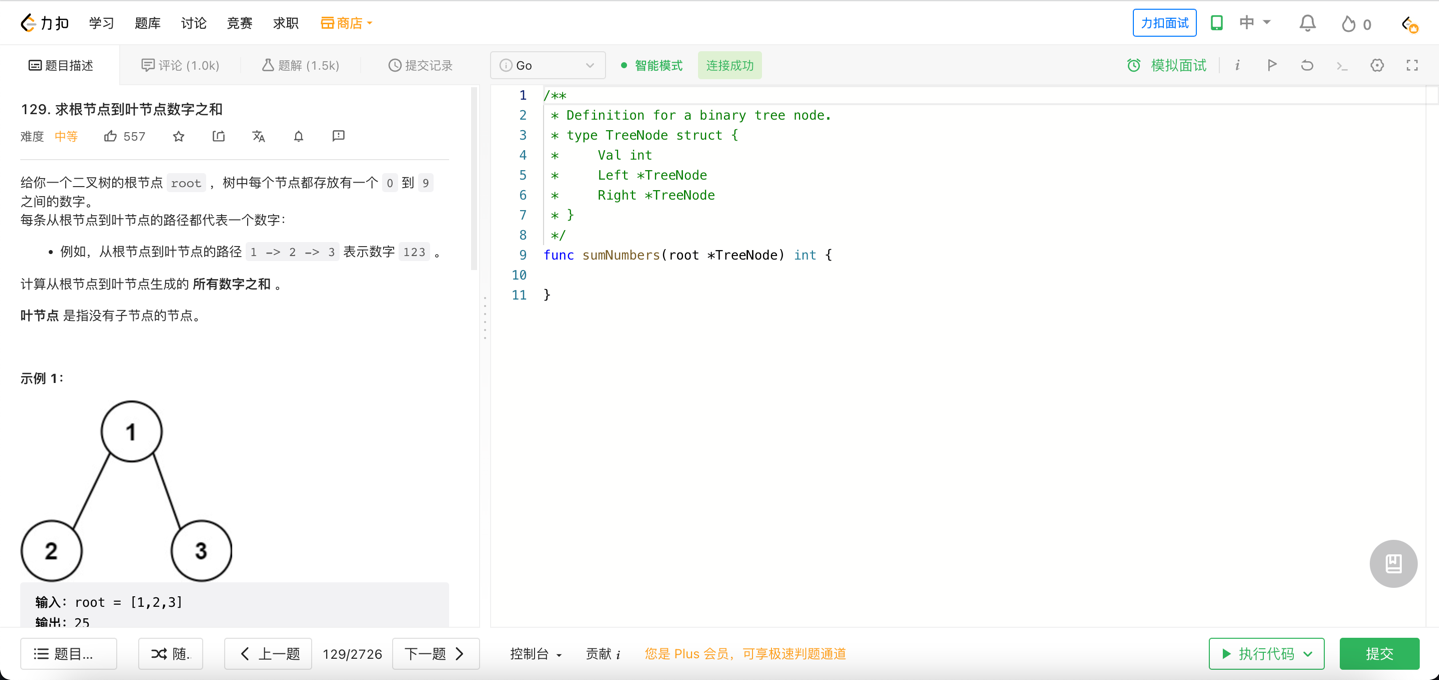 力扣 学习 题库 讨论 竞赛 求职 商店 力扣面试 中 0
题目描述 评论 (1.0k) 题解 (1.5k) 提交记录 i Go 智能模式 连接成功 模拟面试 i
129. 求根节点到叶节点数字之和
难度 中等 557
给你一个二叉树的根节点 root ，树中每个节点都存放有一个 0 到 9
之间的数字。
每条从根节点到叶节点的路径都代表一个数字：
• 例如，从根节点到叶节点的路径 1 -> 2 -> 3 表示数字 123 。
计算从根节点到叶节点生成的 所有数字之和 。
叶节点 是指没有子节点的节点。
示例 1：
1
2 3
输入：root = [1,2,3]
输出：25
1 /**
2 * Definition for a binary tree node.
3 * type TreeNode struct {
4 *     Val int
5 *     Left *TreeNode
6 *     Right *TreeNode
7 * }
8 */
9 func sumNumbers(root *TreeNode) int {
10
11 }
题目... 随. 上一题 129/2726 下一题 控制台 贡献 i 您是 Plus 会员，可享极速判题通道 执行代码 提交